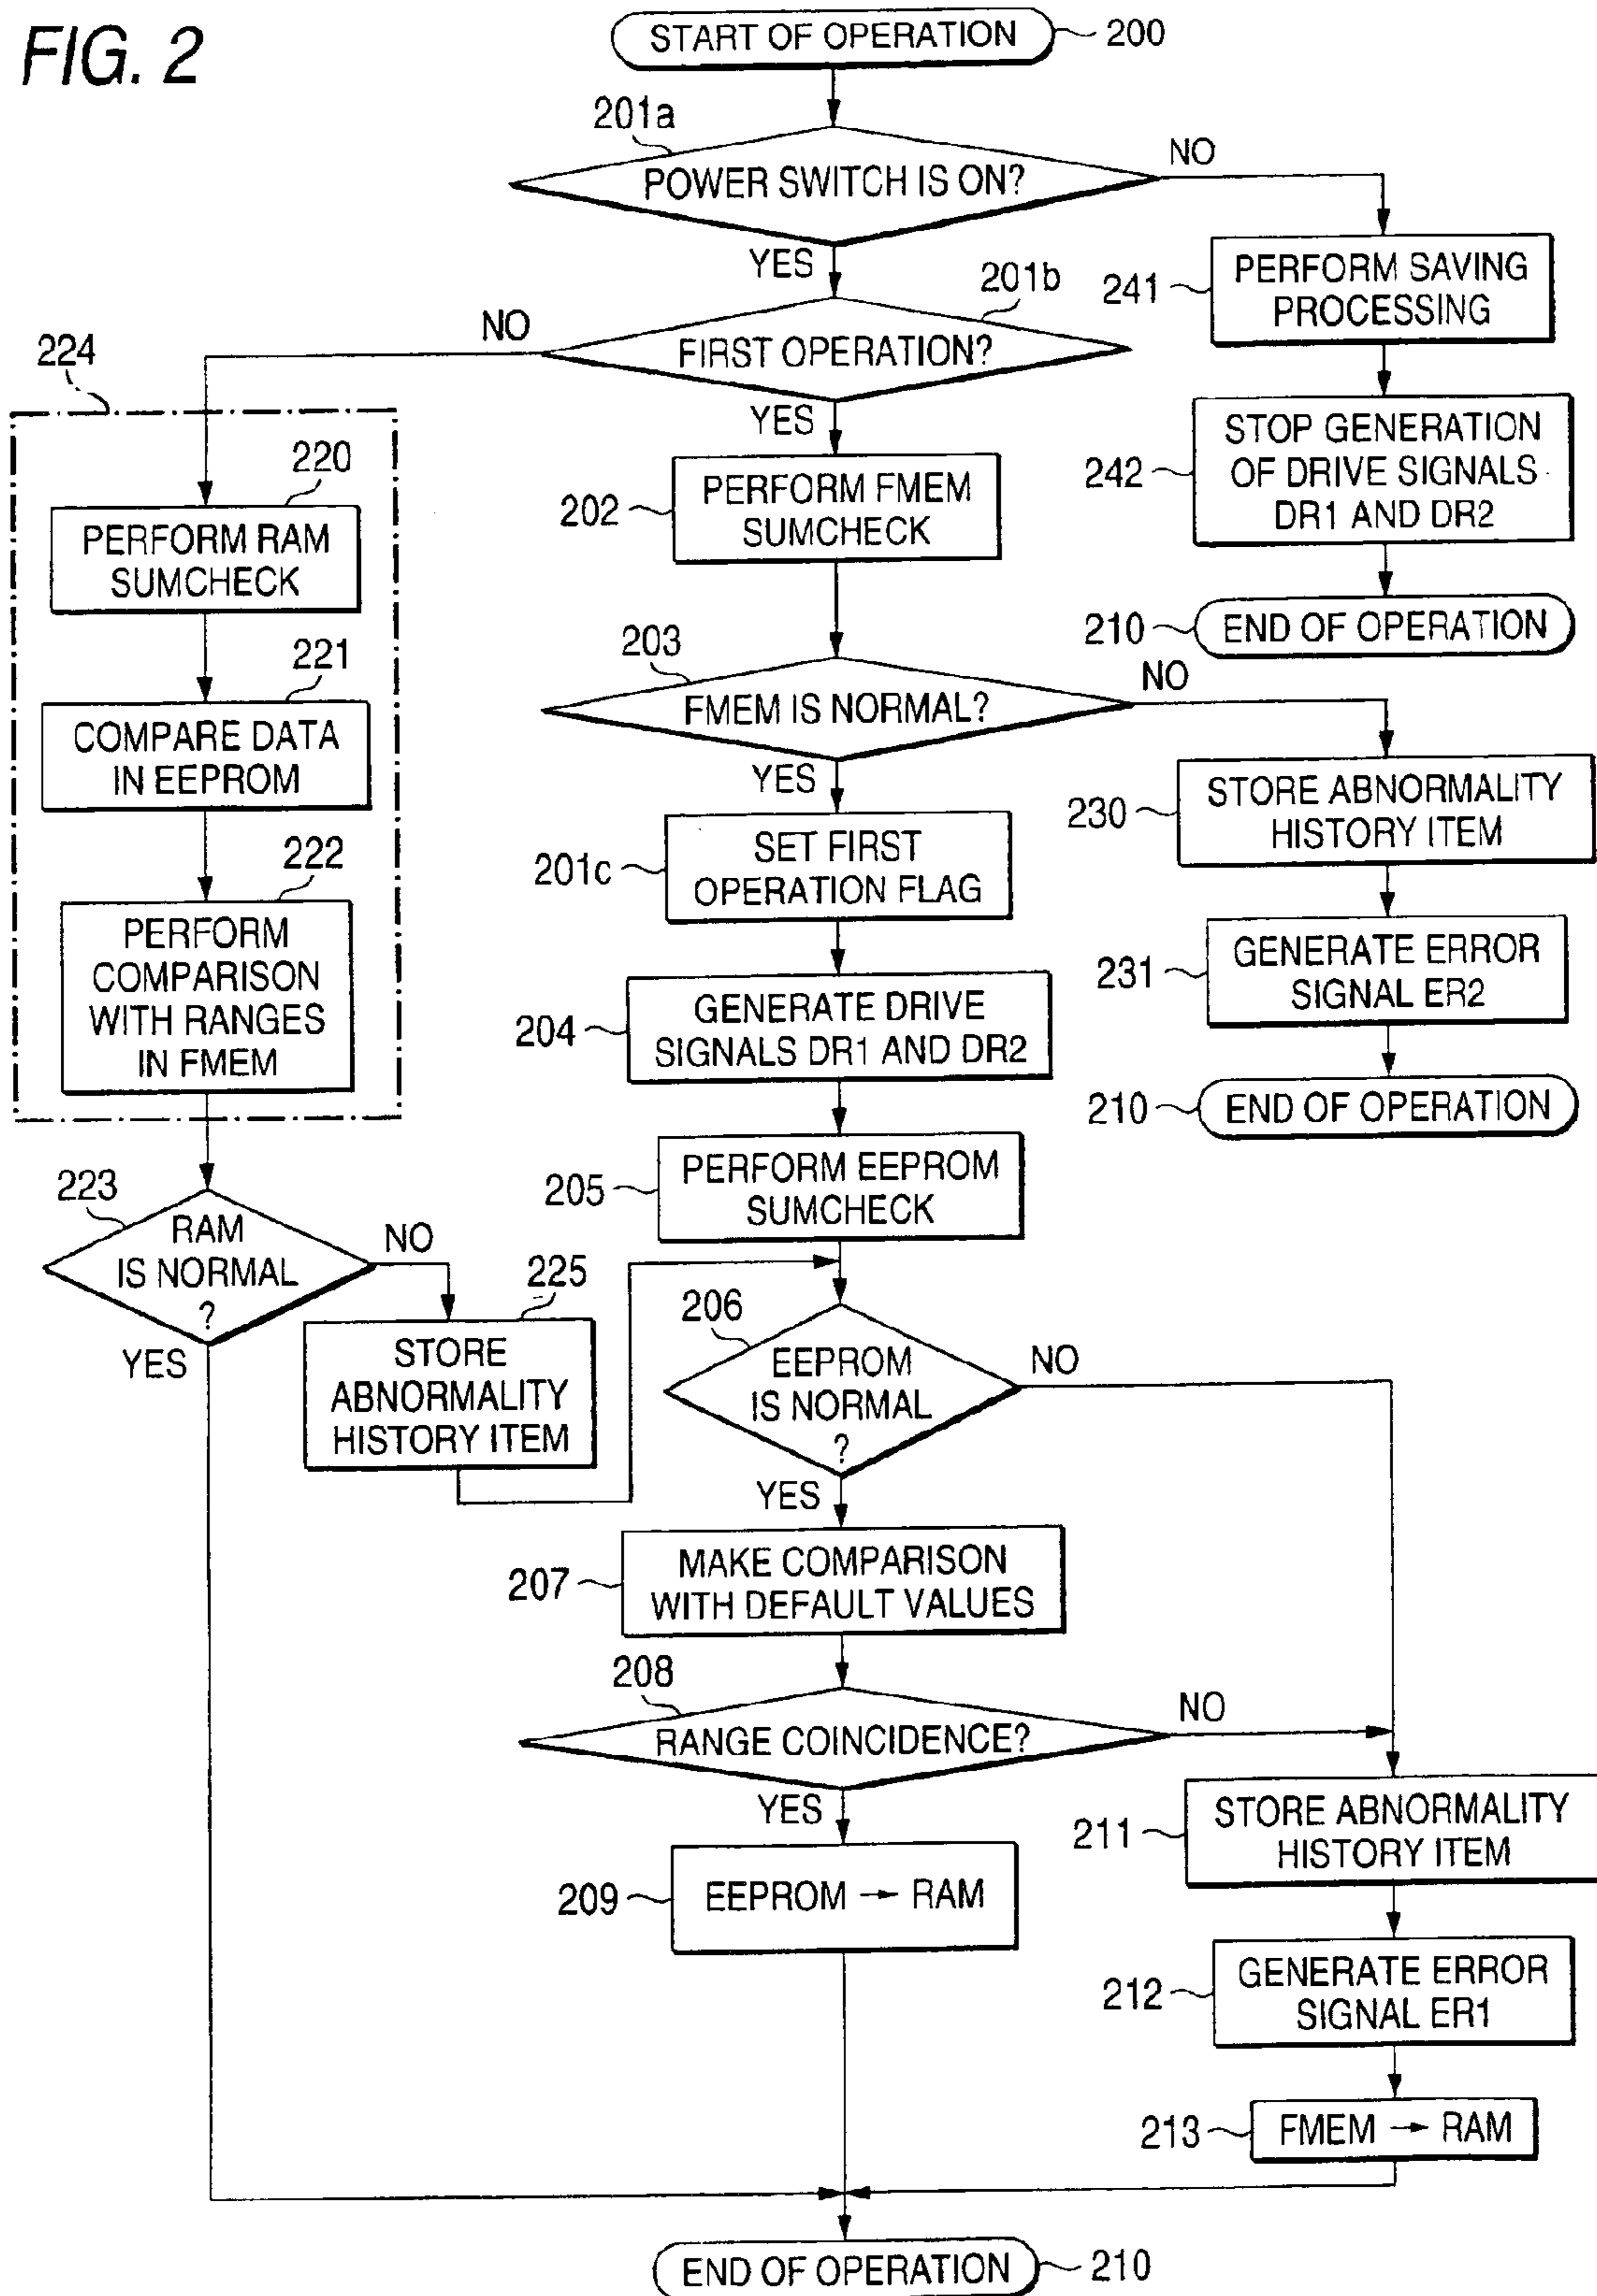 FIG. 2
START OF OPERATION
200
201a
POWER SWITCH IS ON?
NO
YES
241
PERFORM SAVING
PROCESSING
242
STOP GENERATION
OF DRIVE SIGNALS
DR1 AND DR2
210
END OF OPERATION
201b
FIRST OPERATION?
NO
YES
224
220
PERFORM RAM
SUMCHECK
221
COMPARE DATA
IN EEPROM
222
PERFORM
COMPARISON
WITH RANGES
IN FMEM
223
RAM
IS NORMAL
?
NO
YES
225
STORE
ABNORMALITY
HISTORY ITEM
202
PERFORM FMEM
SUMCHECK
203
FMEM IS NORMAL?
NO
YES
230
STORE ABNORMALITY
HISTORY ITEM
231
GENERATE ERROR
SIGNAL ER2
210
END OF OPERATION
201c
SET FIRST
OPERATION FLAG
204
GENERATE DRIVE
SIGNALS DR1 AND DR2
205
PERFORM EEPROM
SUMCHECK
206
EEPROM
IS NORMAL
?
NO
YES
207
MAKE COMPARISON
WITH DEFAULT VALUES
208
RANGE COINCIDENCE?
NO
YES
209
EEPROM → RAM
211
STORE ABNORMALITY
HISTORY ITEM
212
GENERATE ERROR
SIGNAL ER1
213
FMEM → RAM
END OF OPERATION
210